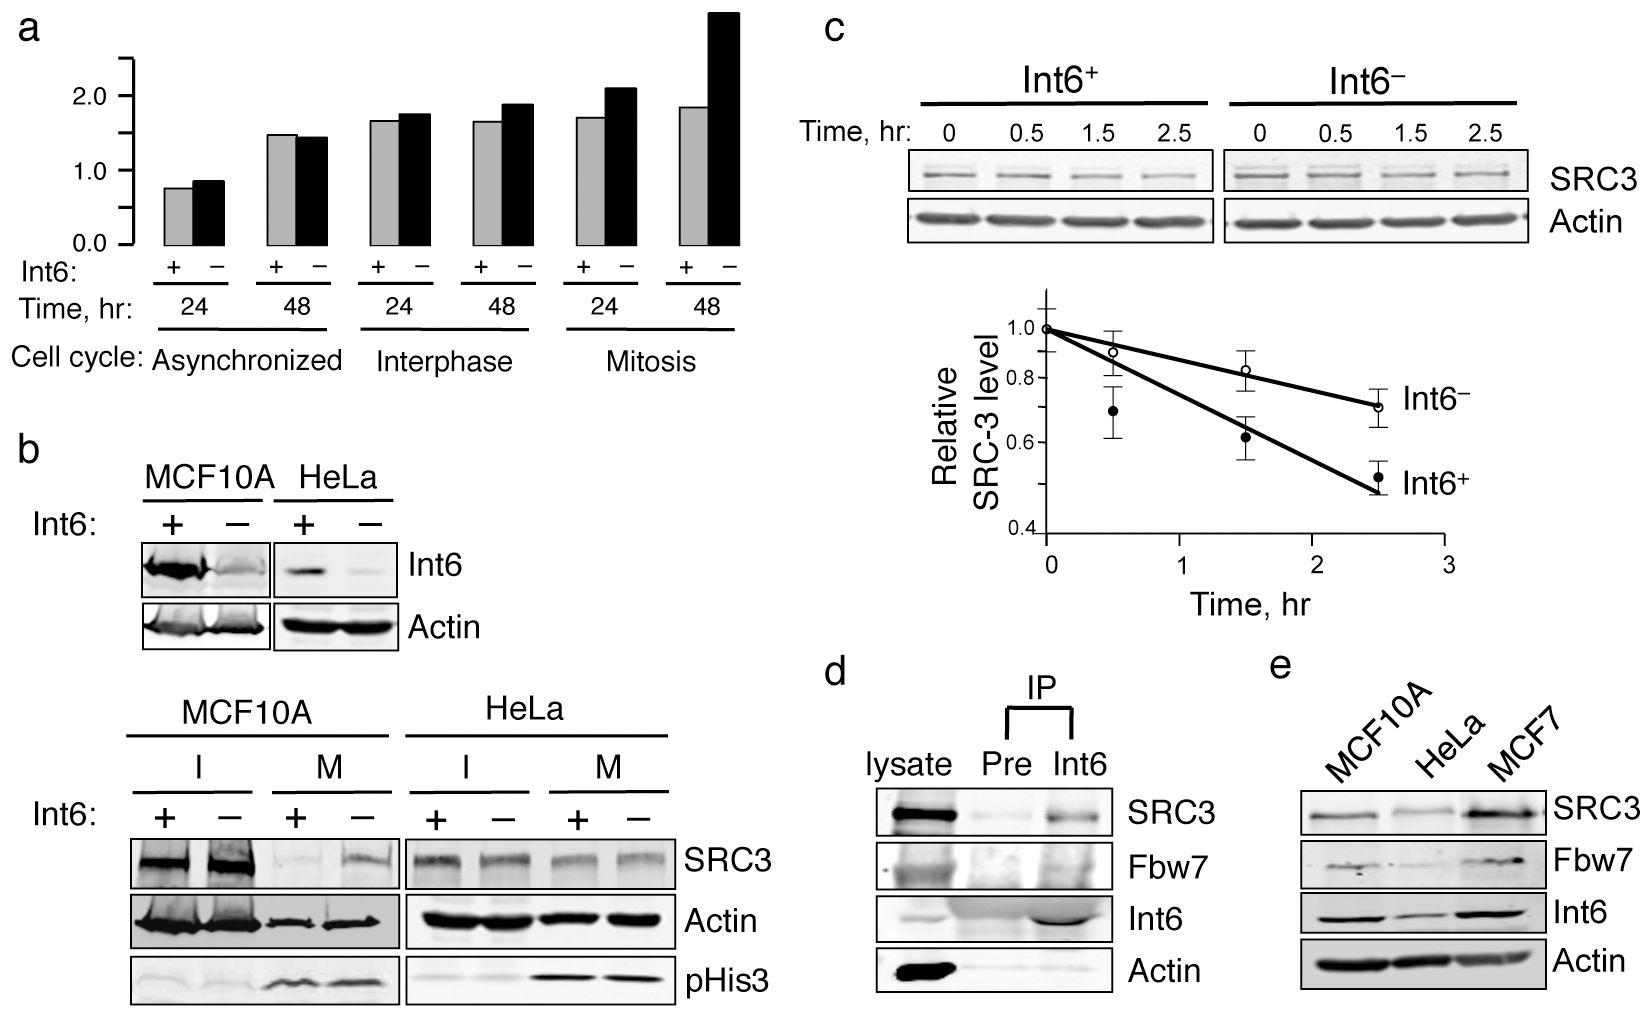 a
2.0
1.0
0.0
Int6: + – + – + – + – + – + –
Time, hr: 24 48 24 48 24 48
Cell cycle: Asynchronized Interphase Mitosis
b
MCF10A HeLa
Int6: + – + –
Int6
Actin
MCF10A HeLa
I M I M
Int6: + – + – + – + –
SRC3
Actin
pHis3
c
Int6+ Int6–
Time, hr: 0 0.5 1.5 2.5 0 0.5 1.5 2.5
SRC3
Actin
Relative
SRC-3 level
1.0
0.8
0.6
0.4
Int6–
Int6+
0 1 2 3
Time, hr
d
IP
lysate Pre Int6
SRC3
Fbw7
Int6
Actin
e
MCF10A HeLa MCF7
SRC3
Fbw7
Int6
Actin